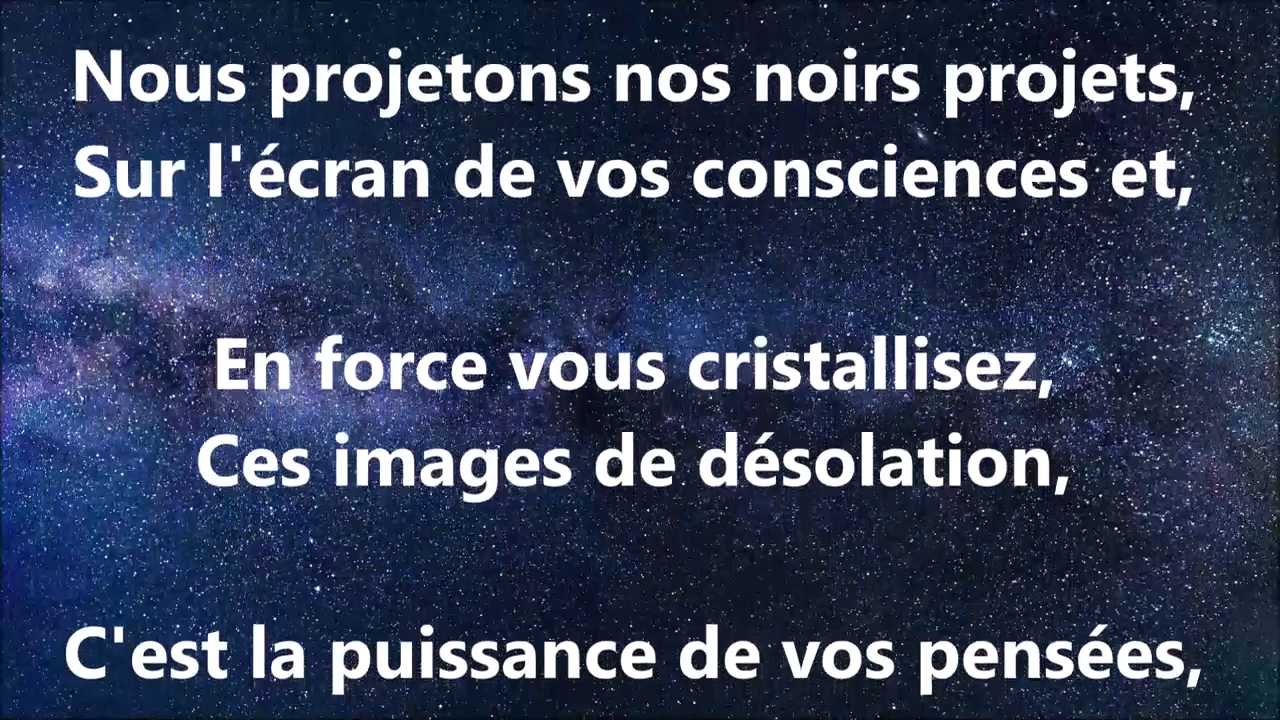 Nous projetons nos noirs projets,
Sur l'écran de vos consciences et,
En force vous cristallisez,
Ces images de désolation,
C'est la puissance de vos pensées,